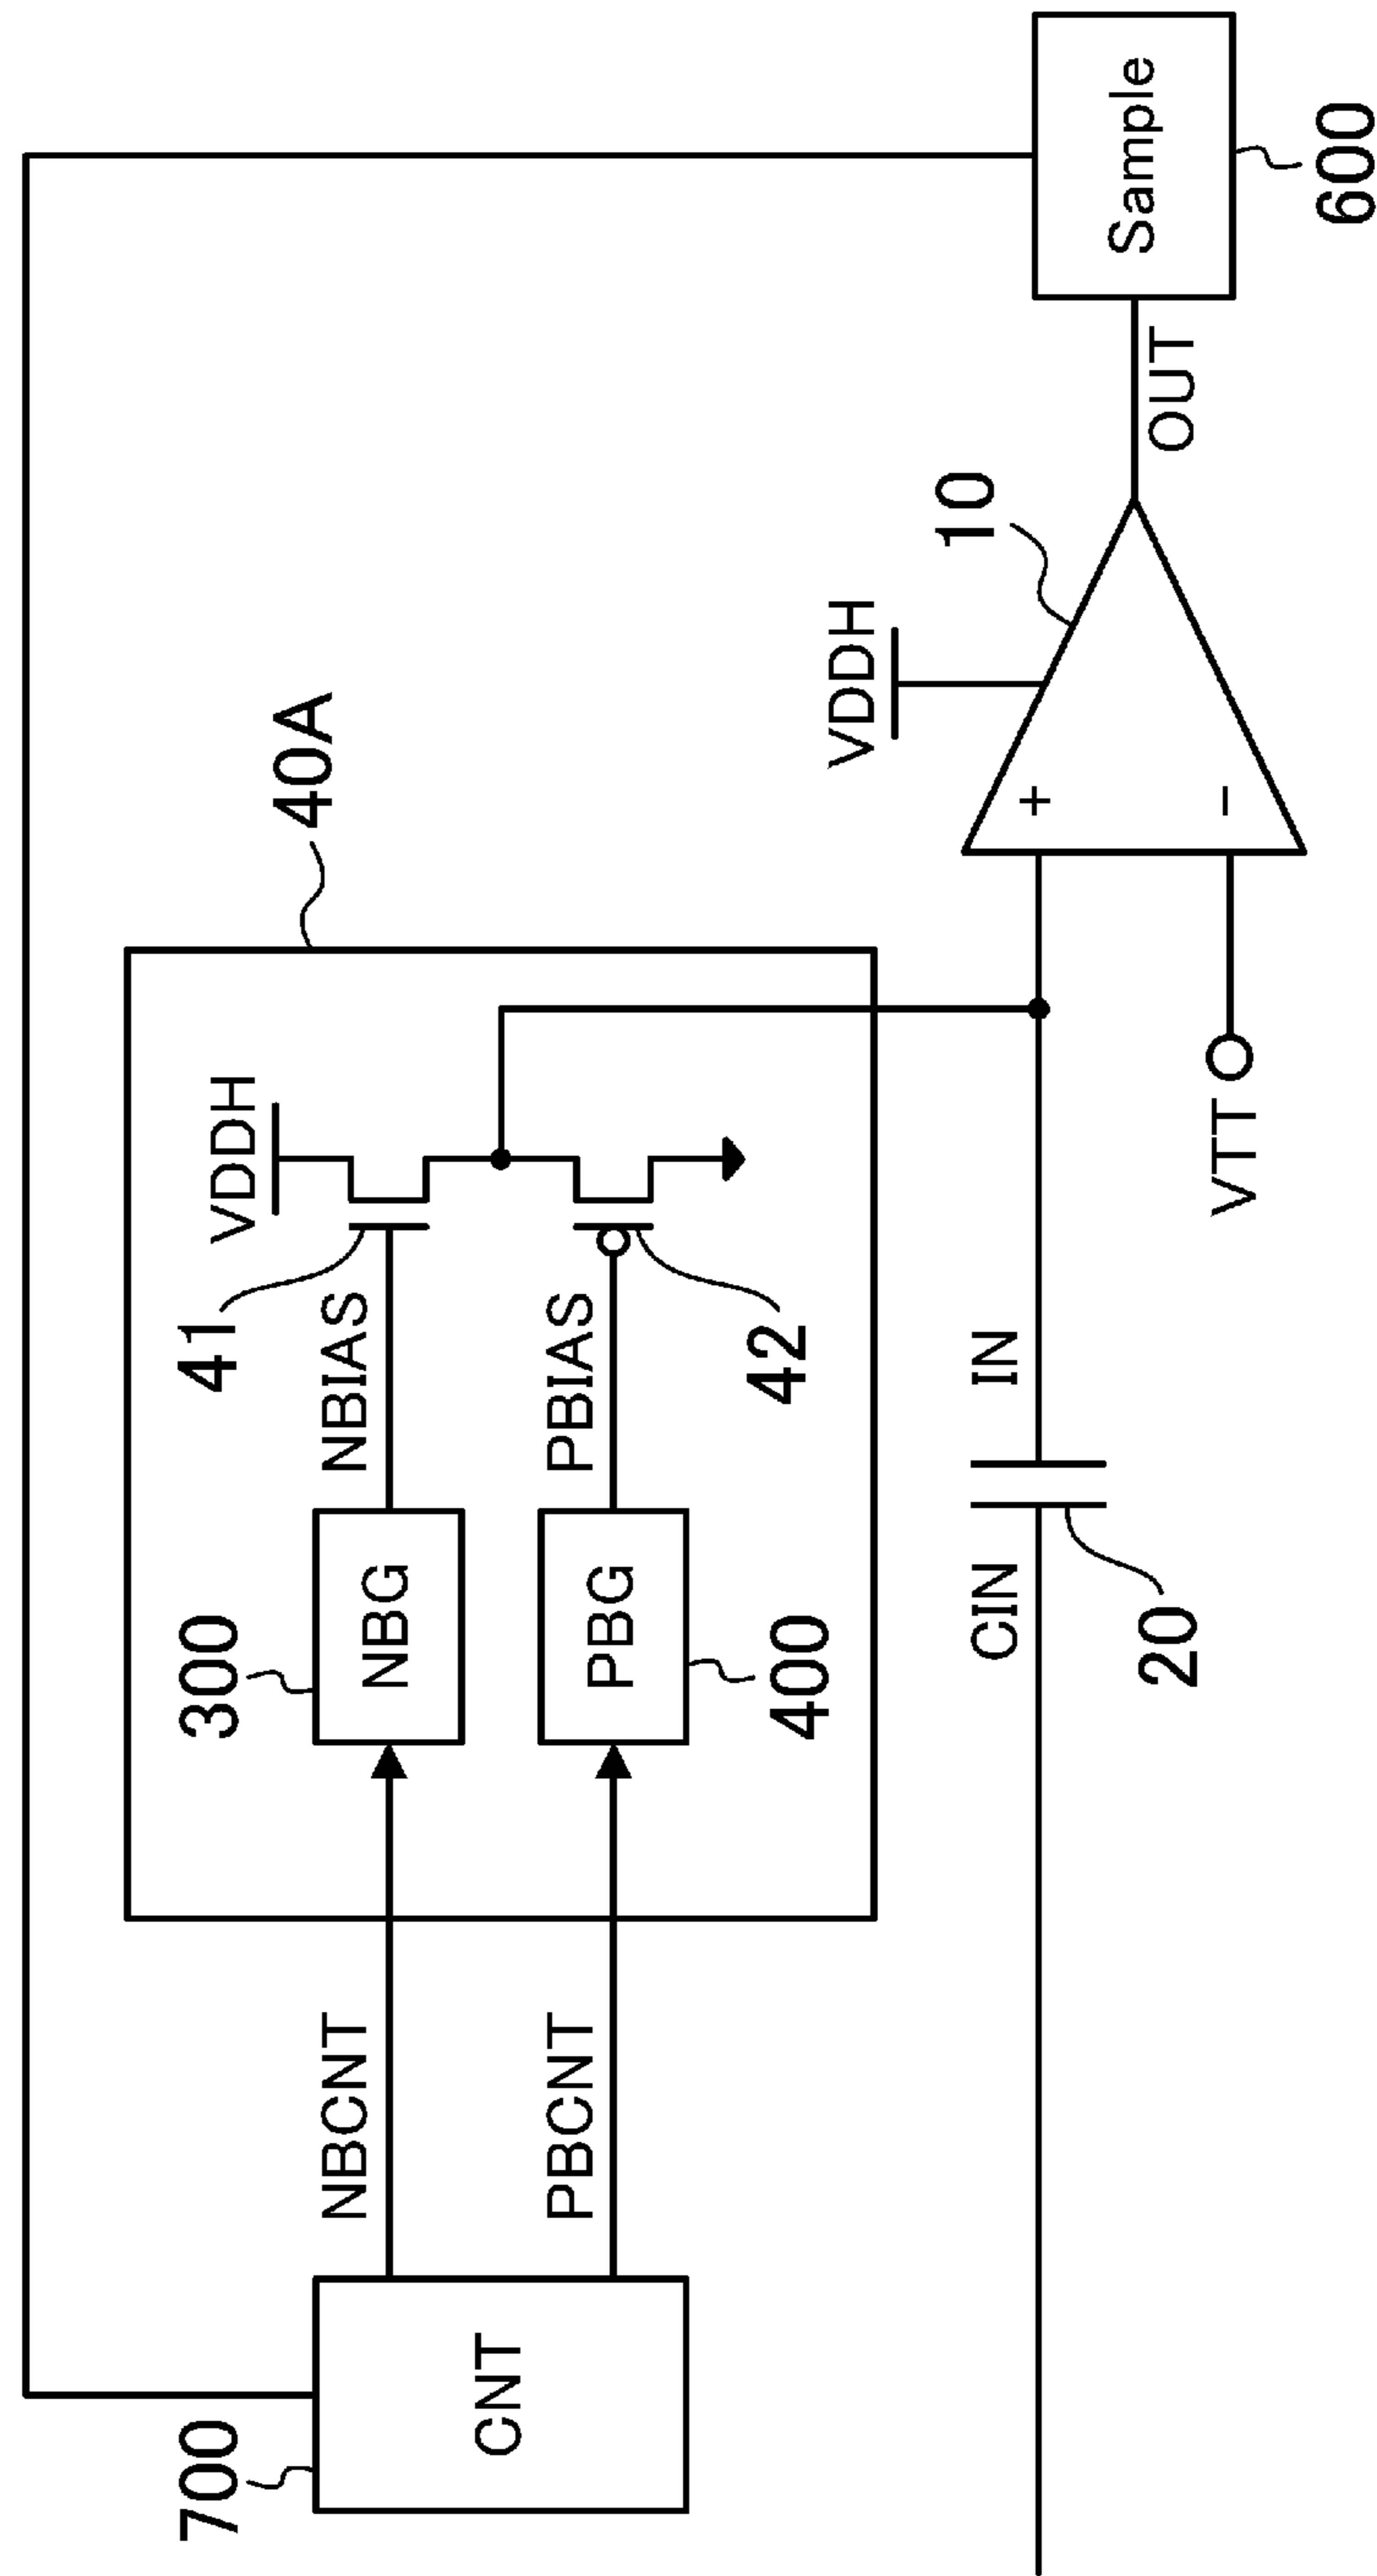 700
CNT
NBCNT
PBCNT
40A
300
NBG
400
PBG
NBIAS
PBIAS
41
42
VDDH
CIN
20
IN
VTT
VDDH
10
+
−
OUT
Sample
600